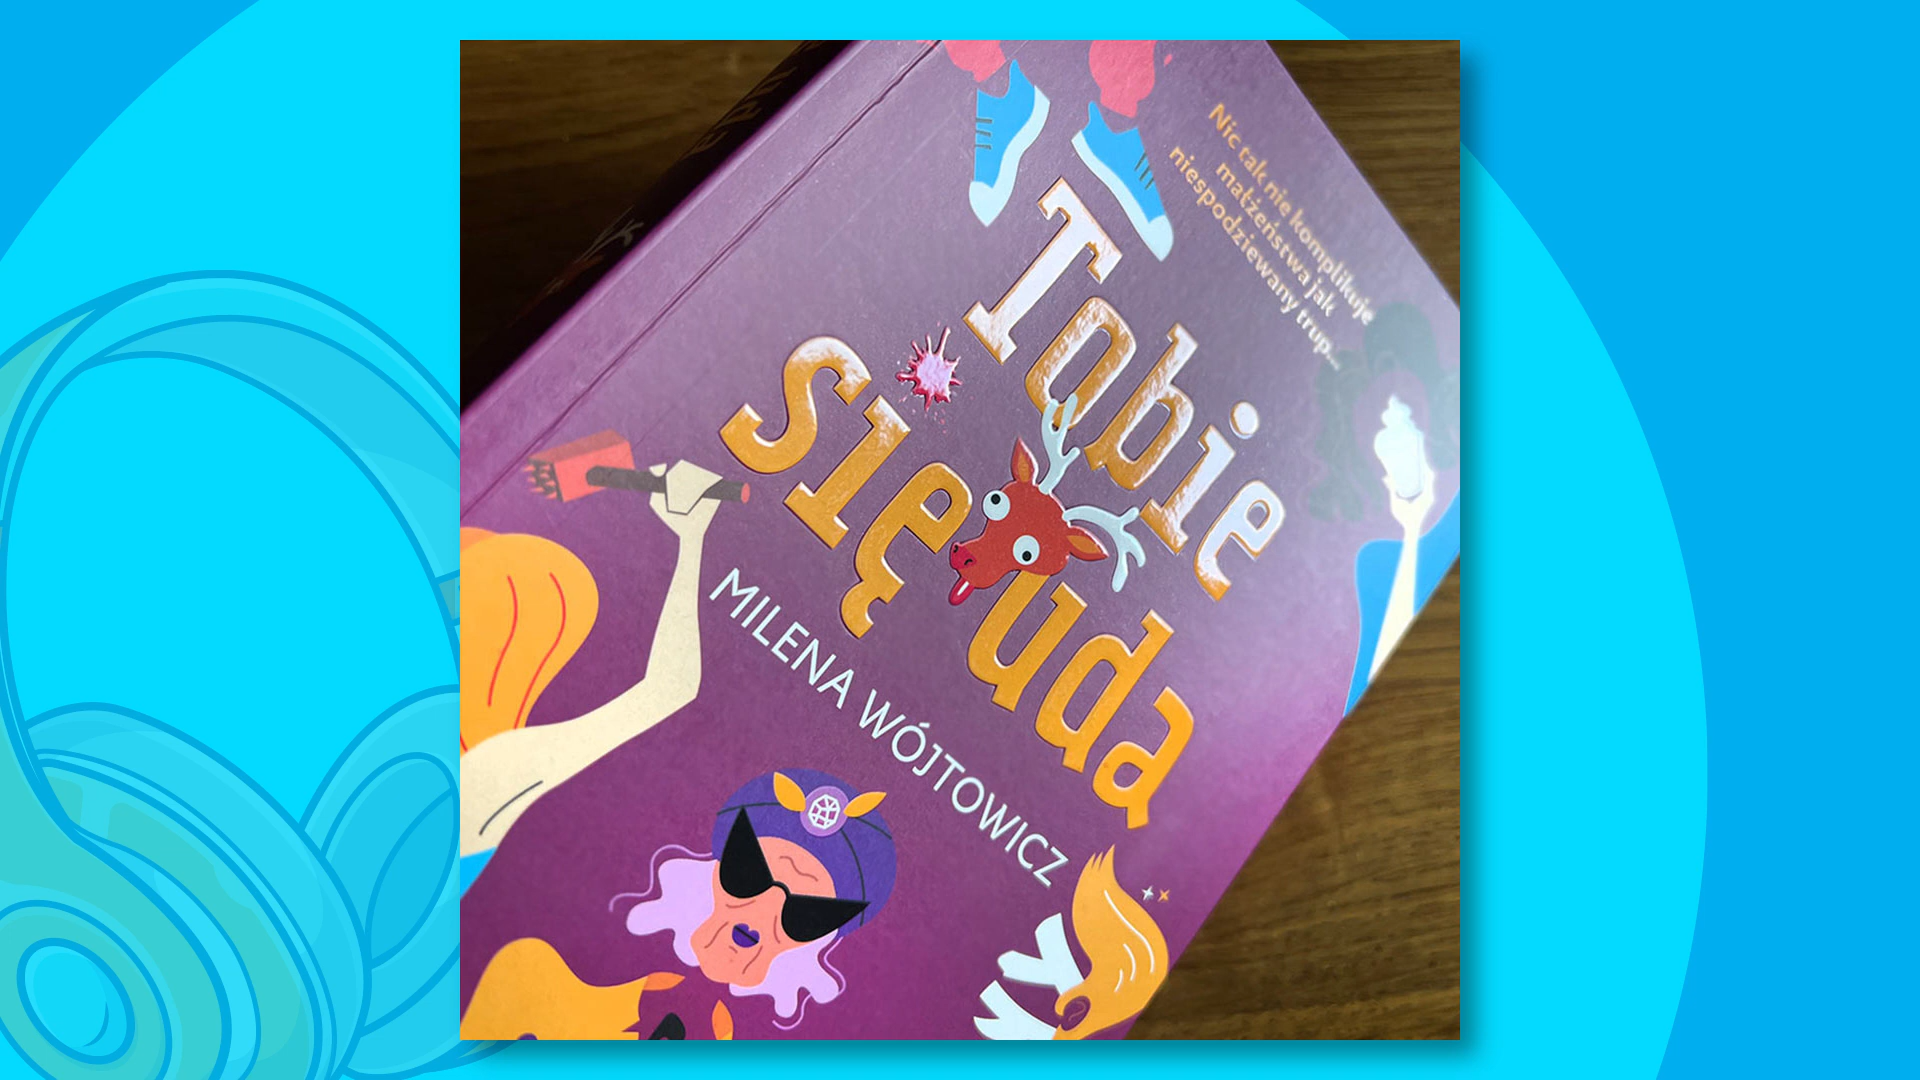 Nic tak nie komplikuje
małżeństwa jak
niespodziewany trup...
Tobie
się uda
MILENA WÓJTOWICZ